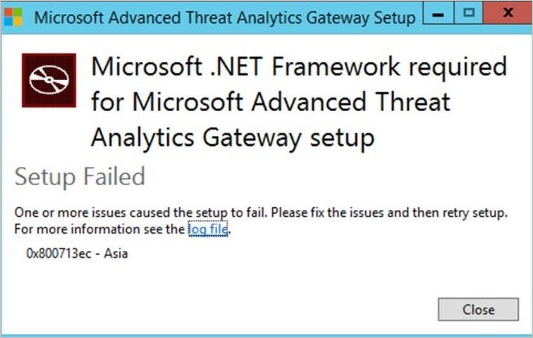 Microsoft Advanced Threat Analytics Gateway Setup
Microsoft .NET Framework required
for Microsoft Advanced Threat
Analytics Gateway setup
Setup Failed
One or more issues caused the setup to fail. Please fix the issues and then retry setup.
For more information see the log file.
0x800713ec - Asia
Close